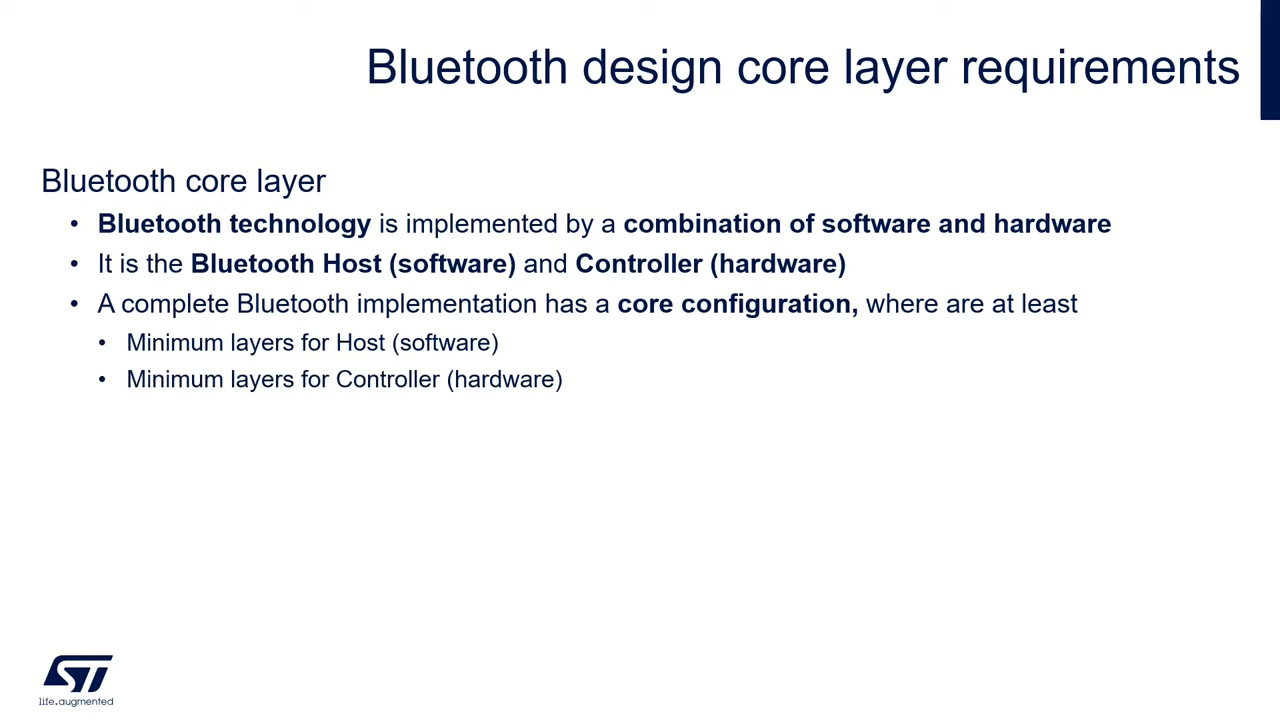 Bluetooth design core layer requirements
Bluetooth core layer
• Bluetooth technology is implemented by a combination of software and hardware
• It is the Bluetooth Host (software) and Controller (hardware)
• A complete Bluetooth implementation has a core configuration, where are at least
• Minimum layers for Host (software)
• Minimum layers for Controller (hardware)
ST
life.augmented